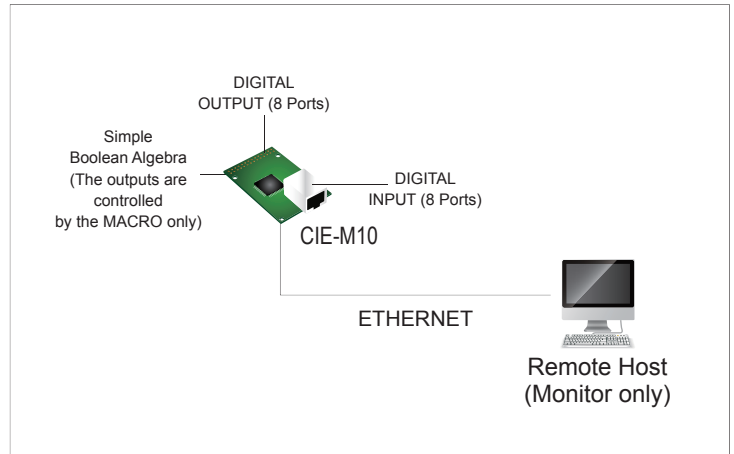 DIGITAL
OUTPUT (8 Ports)
Simple
Boolean Algebra
(The outputs are
controlled
by the MACRO only)
DIGITAL
INPUT (8 Ports)
CIE-M10
ETHERNET
Remote Host
(Monitor only)